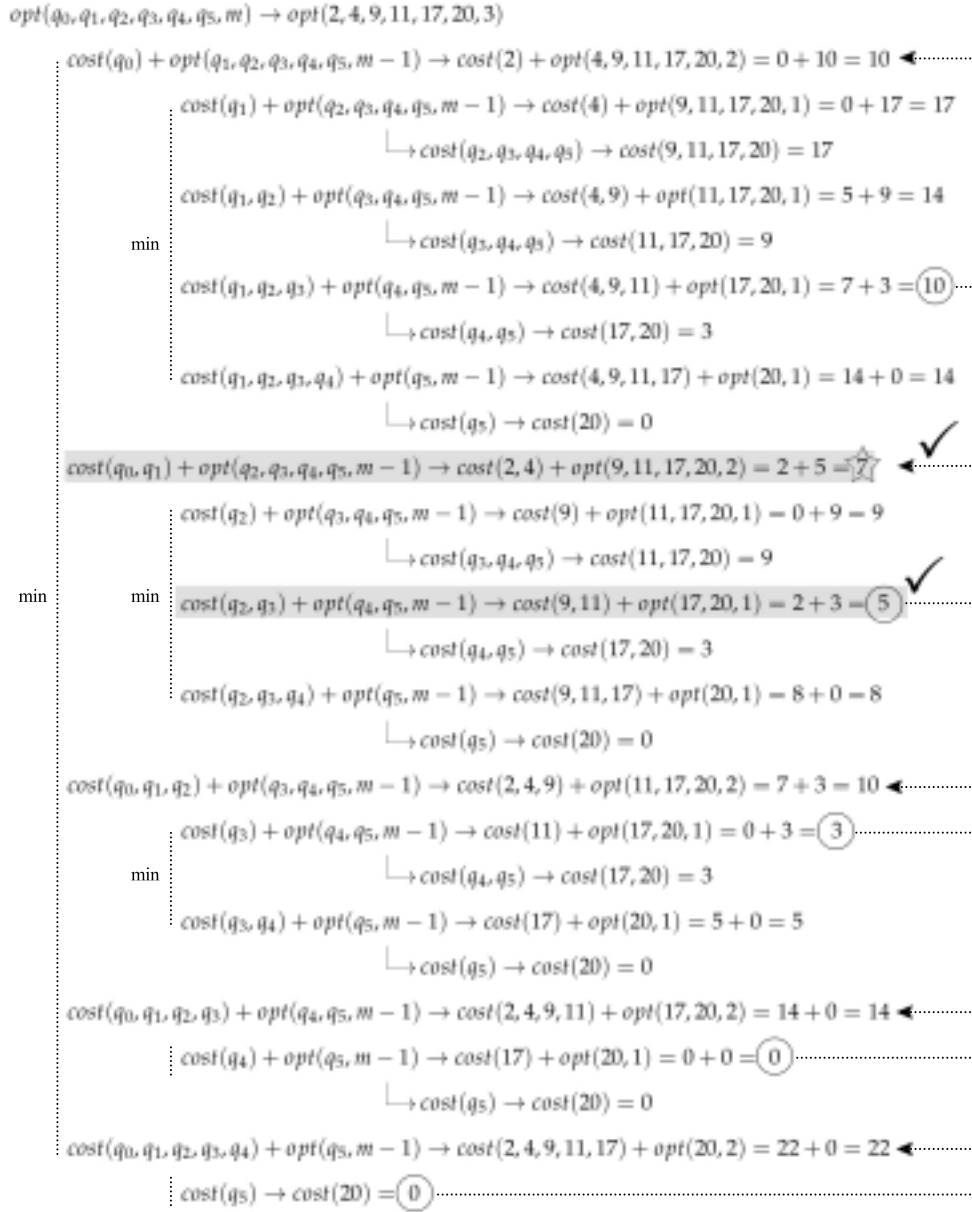 opt(q₀,q₁,q₂,q₃,q₄,q₅,m) → opt(2,4,9,11,17,20,3)
cost(q₀) + opt(q₁,q₂,q₃,q₄,q₅,m − 1) → cost(2) + opt(4,9,11,17,20,2) = 0 + 10 = 10
cost(q₁) + opt(q₂,q₃,q₄,q₅,m − 1) → cost(4) + opt(9,11,17,20,1) = 0 + 17 = 17
→ cost(q₂,q₃,q₄,q₅) → cost(9,11,17,20) = 17
cost(q₁,q₂) + opt(q₃,q₄,q₅,m − 1) → cost(4,9) + opt(11,17,20,1) = 5 + 9 = 14
min → cost(q₃,q₄,q₅) → cost(11,17,20) = 9
cost(q₁,q₂,q₃) + opt(q₄,q₅,m − 1) → cost(4,9,11) + opt(17,20,1) = 7 + 3 = 10
→ cost(q₄,q₅) → cost(17,20) = 3
cost(q₁,q₂,q₃,q₄) + opt(q₅,m − 1) → cost(4,9,11,17) + opt(20,1) = 14 + 0 = 14
→ cost(q₅) → cost(20) = 0
cost(q₀,q₁) + opt(q₂,q₃,q₄,q₅,m − 1) → cost(2,4) + opt(9,11,17,20,2) = 2 + 5 = 7 ✓
cost(q₂) + opt(q₃,q₄,q₅,m − 1) → cost(9) + opt(11,17,20,1) = 0 + 9 = 9
→ cost(q₃,q₄,q₅) → cost(11,17,20) = 9
min min cost(q₂,q₃) + opt(q₄,q₅,m − 1) → cost(9,11) + opt(17,20,1) = 2 + 3 = 5 ✓
→ cost(q₄,q₅) → cost(17,20) = 3
cost(q₂,q₃,q₄) + opt(q₅,m − 1) → cost(9,11,17) + opt(20,1) = 8 + 0 = 8
→ cost(q₅) → cost(20) = 0
cost(q₀,q₁,q₂) + opt(q₃,q₄,q₅,m − 1) → cost(2,4,9) + opt(11,17,20,2) = 7 + 3 = 10
cost(q₃) + opt(q₄,q₅,m − 1) → cost(11) + opt(17,20,1) = 0 + 3 = 3
min → cost(q₄,q₅) → cost(17,20) = 3
cost(q₃,q₄) + opt(q₅,m − 1) → cost(17) + opt(20,1) = 5 + 0 = 5
→ cost(q₅) → cost(20) = 0
cost(q₀,q₁,q₂,q₃) + opt(q₄,q₅,m − 1) → cost(2,4,9,11) + opt(17,20,2) = 14 + 0 = 14
cost(q₄) + opt(q₅,m − 1) → cost(17) + opt(20,1) = 0 + 0 = 0
→ cost(q₅) → cost(20) = 0
cost(q₀,q₁,q₂,q₃,q₄) + opt(q₅,m − 1) → cost(2,4,9,11,17) + opt(20,2) = 22 + 0 = 22
cost(q₅) → cost(20) = 0